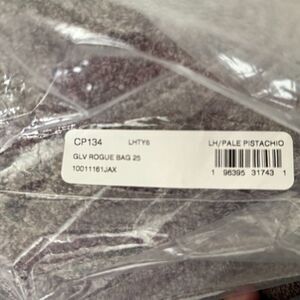 CP134 LHTY6 LH/PALE PISTACHIO
GLV ROGUE BAG 25
10011161JAX
1 96395 31743 1